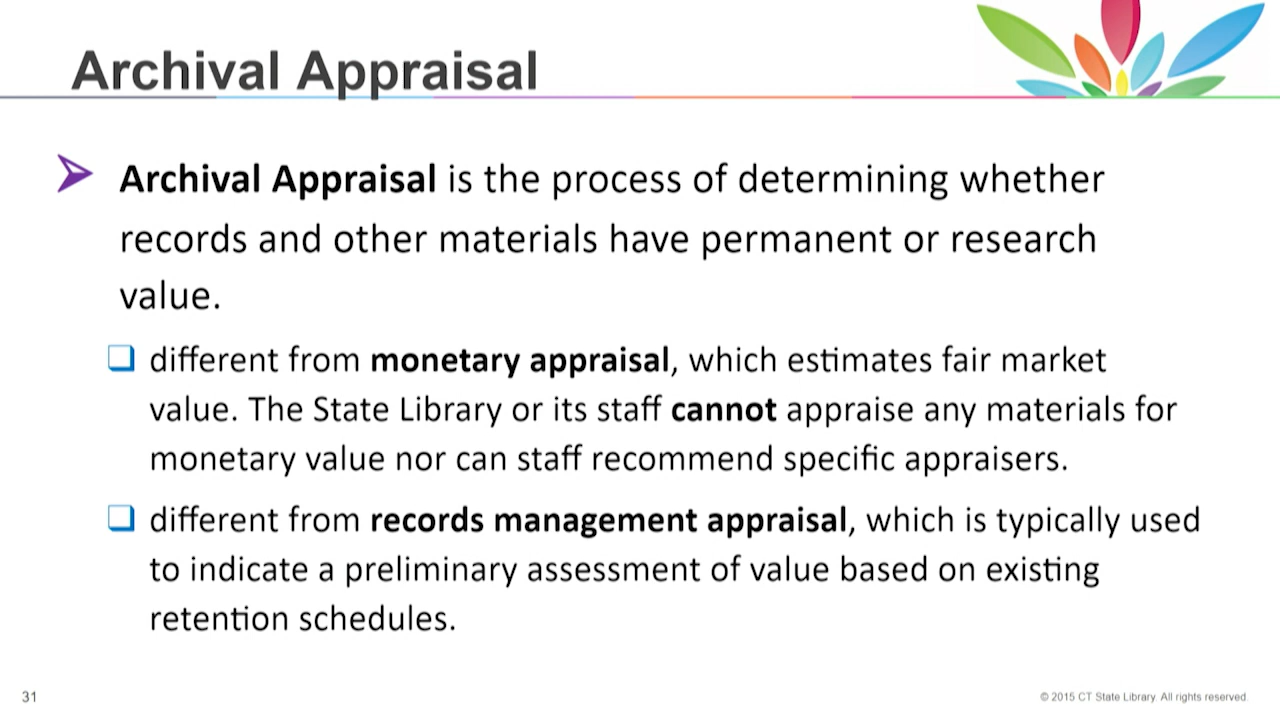 Archival Appraisal
Archival Appraisal is the process of determining whether
records and other materials have permanent or research
value.
different from monetary appraisal, which estimates fair market
value. The State Library or its staff cannot appraise any materials for
monetary value nor can staff recommend specific appraisers.
different from records management appraisal, which is typically used
to indicate a preliminary assessment of value based on existing
retention schedules.
31
© 2015 CT State Library. All rights reserved.